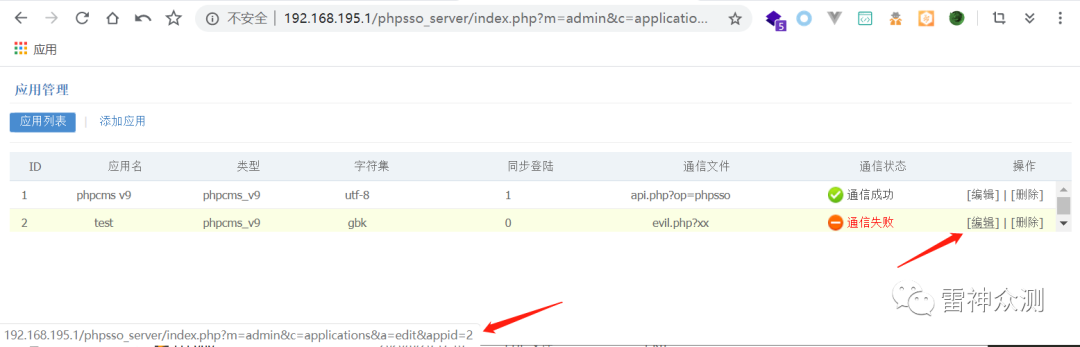 不安全 | 192.168.195.1/phpsso_server/index.php?m=admin&c=applicatio...
5
应用
应用管理
应用列表 | 添加应用
ID 应用名 类型 字符集 同步登陆 通信文件 通信状态 操作
1 phpcms v9 phpcms_v9 utf-8 1 api.php?op=phpsso 通信成功 [编辑] | [删除]
2 test phpcms_v9 gbk 0 evil.php?xx 通信失败 [编辑] | [删除]
雷神众测
192.168.195.1/phpsso_server/index.php?m=admin&c=applications&a=edit&appid=2